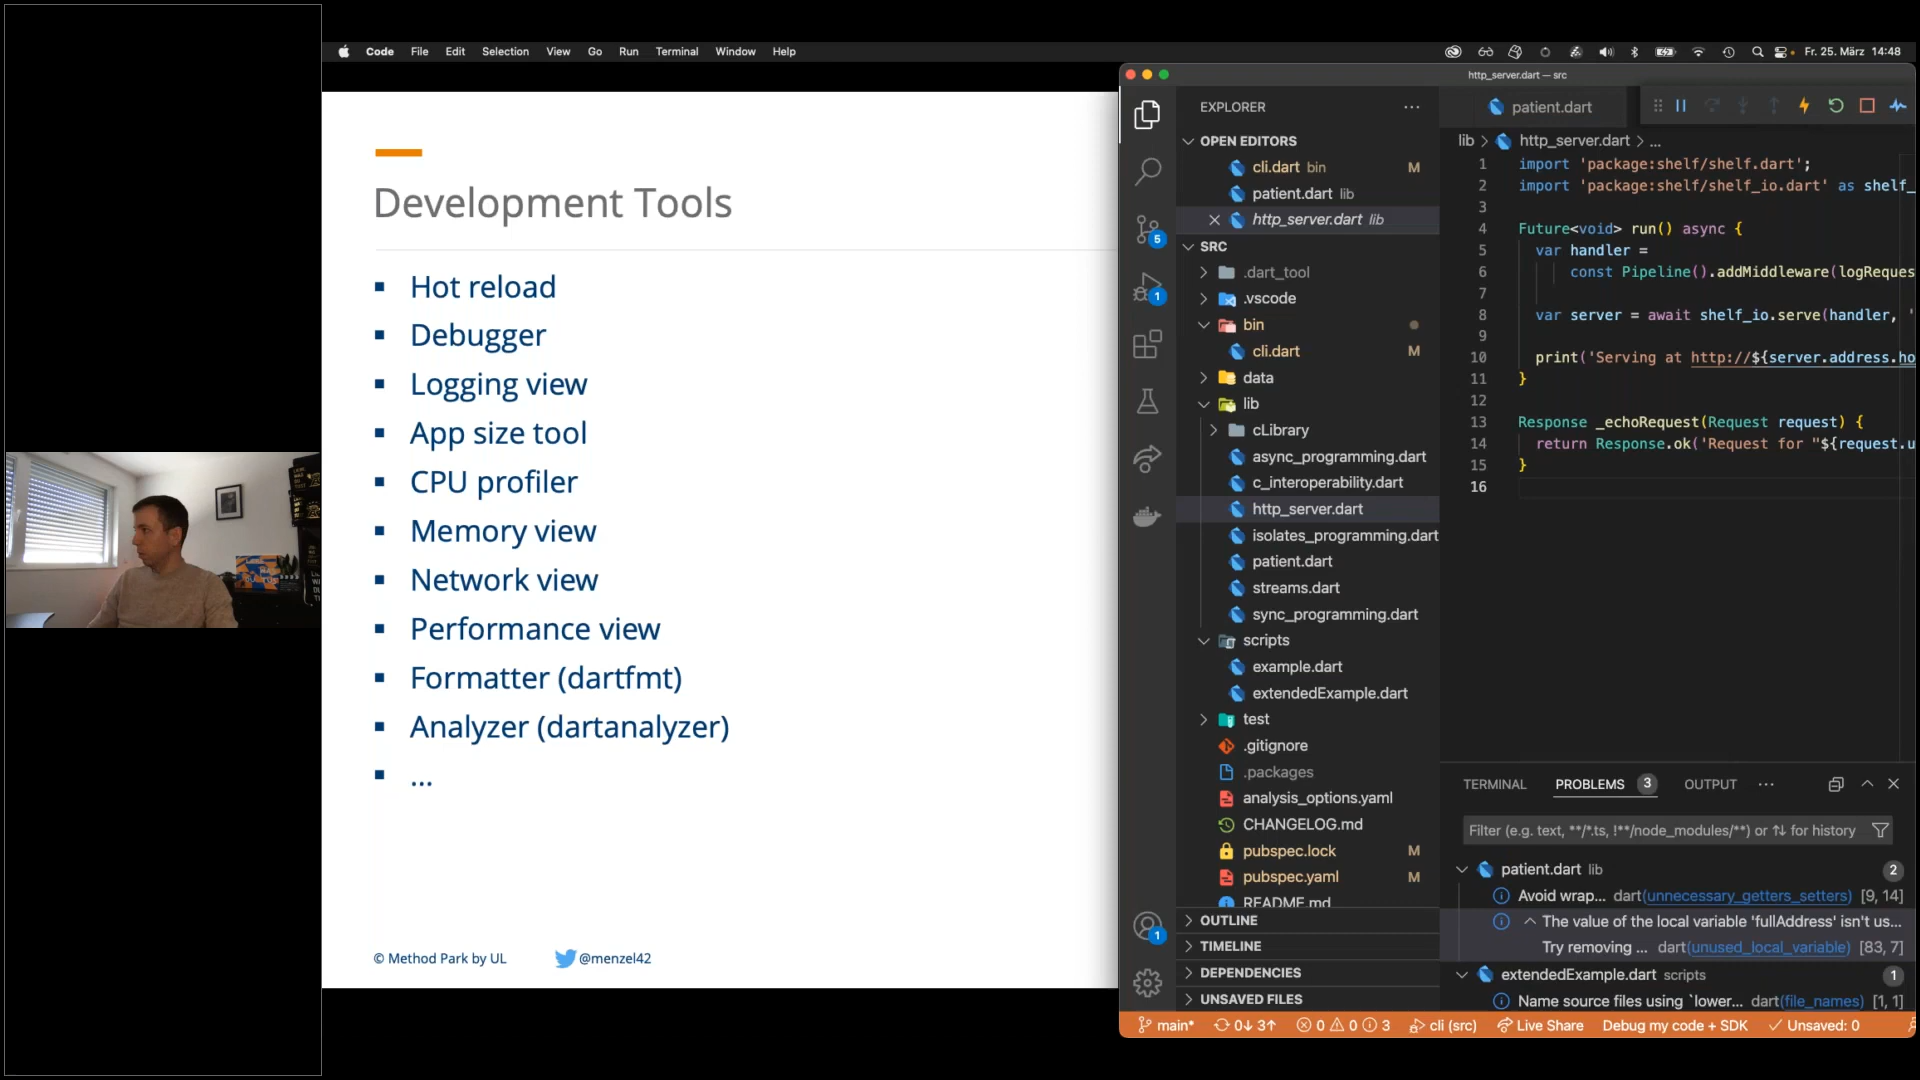 Code File Edit Selection View Go Run Terminal Window Help
Fr. 25. März 14:48
Development Tools
Hot reload
Debugger
Logging view
App size tool
CPU profiler
Memory view
Network view
Performance view
Formatter (dartfmt)
Analyzer (dartanalyzer)
...
© Method Park by UL
@menzel42
http_server.dart — src
EXPLORER
OPEN EDITORS
cli.dart bin M
patient.dart lib
http_server.dart lib
SRC
.dart_tool
.vscode
bin
cli.dart M
data
lib
cLibrary
async_programming.dart
c_interoperability.dart
http_server.dart
isolates_programming.dart
patient.dart
streams.dart
sync_programming.dart
scripts
example.dart
extendedExample.dart
test
.gitignore
.packages
analysis_options.yaml
CHANGELOG.md
pubspec.lock M
pubspec.yaml M
README.md
OUTLINE
TIMELINE
DEPENDENCIES
UNSAVED FILES
5
1
1
patient.dart
lib > http_server.dart > ...
1 import 'package:shelf/shelf.dart';
2 import 'package:shelf/shelf_io.dart' as shelf_
3
4 Future<void> run() async {
5 var handler =
6 const Pipeline().addMiddleware(logReques
7
8 var server = await shelf_io.serve(handler, '
9
10 print('Serving at http://${server.address.ho
11 }
12
13 Response _echoRequest(Request request) {
14 return Response.ok('Request for "${request.u
15 }
16
TERMINAL PROBLEMS 3 OUTPUT ...
Filter (e.g. text, **/*.ts, !**/node_modules/**) or ⇅ for history
patient.dart lib 2
Avoid wrap... dart(unnecessary_getters_setters) [9, 14]
The value of the local variable 'fullAddress' isn't us...
Try removing ... dart(unused_local_variable) [83, 7]
extendedExample.dart scripts 1
Name source files using `lower... dart(file_names) [1, 1]
main* 0↓ 3↑ 0 0 3 cli (src) Live Share Debug my code + SDK Unsaved: 0